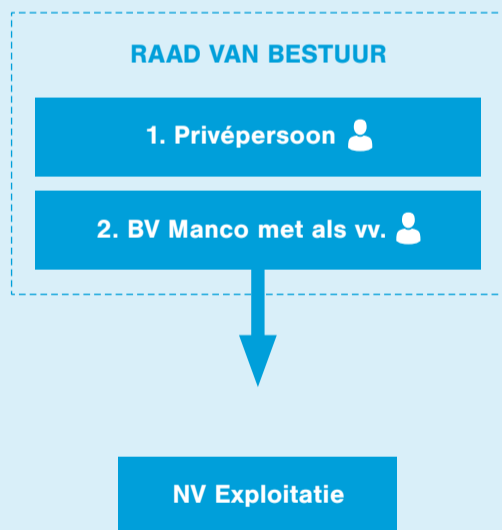 RAAD VAN BESTUUR
1. Privépersoon
2. BV Manco met als vv.
NV Exploitatie